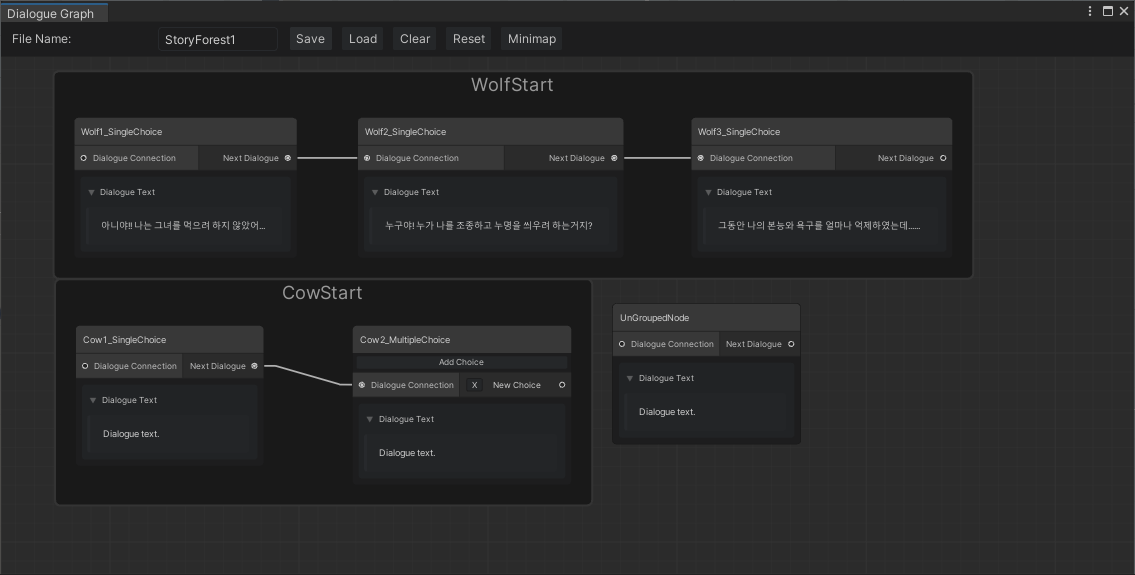 Dialogue Graph
File Name: StoryForest1 Save Load Clear Reset Minimap
WolfStart
Wolf1_SingleChoice
Dialogue Connection Next Dialogue
Dialogue Text
아니야!! 나는 그녀를 먹으려 하지 않았어...
Wolf2_SingleChoice
Dialogue Connection Next Dialogue
Dialogue Text
누구야! 누가 나를 조종하고 누명을 씌우려 하는거지?
Wolf3_SingleChoice
Dialogue Connection Next Dialogue
Dialogue Text
그동안 나의 본능와 욕구를 얼마나 억제하였는데......
CowStart
Cow1_SingleChoice
Dialogue Connection Next Dialogue
Dialogue Text
Dialogue text.
Cow2_MultipleChoice
Add Choice
Dialogue Connection X New Choice
Dialogue Text
Dialogue text.
UnGroupedNode
Dialogue Connection Next Dialogue
Dialogue Text
Dialogue text.